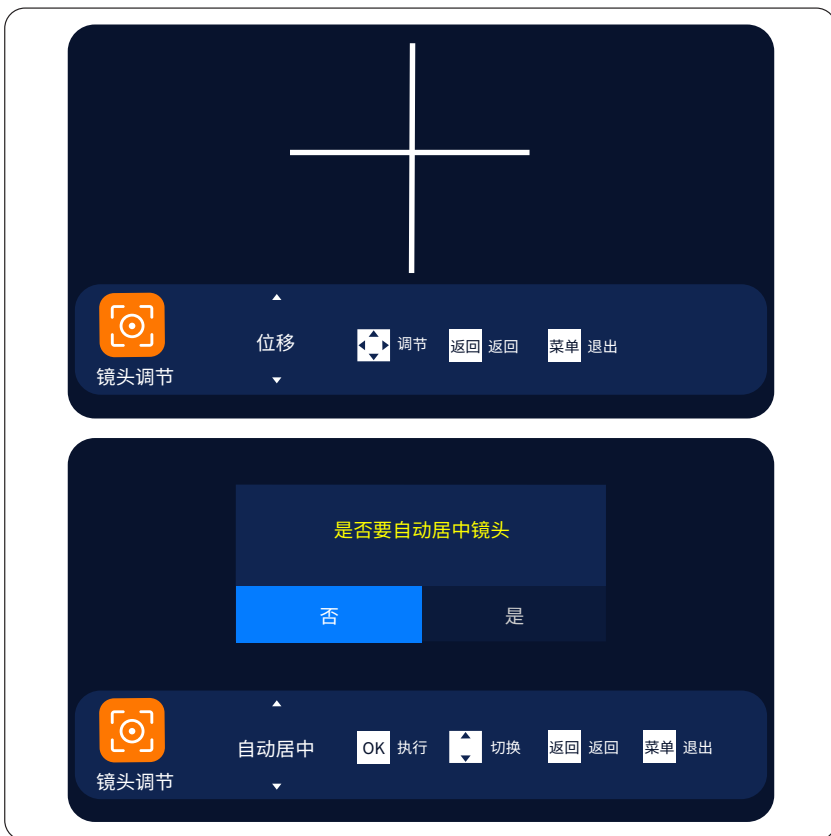 位移
调节
返回 返回
菜单 退出
镜头调节
是否要自动居中镜头
否
是
自动居中
OK 执行
切换
返回 返回
菜单 退出
镜头调节